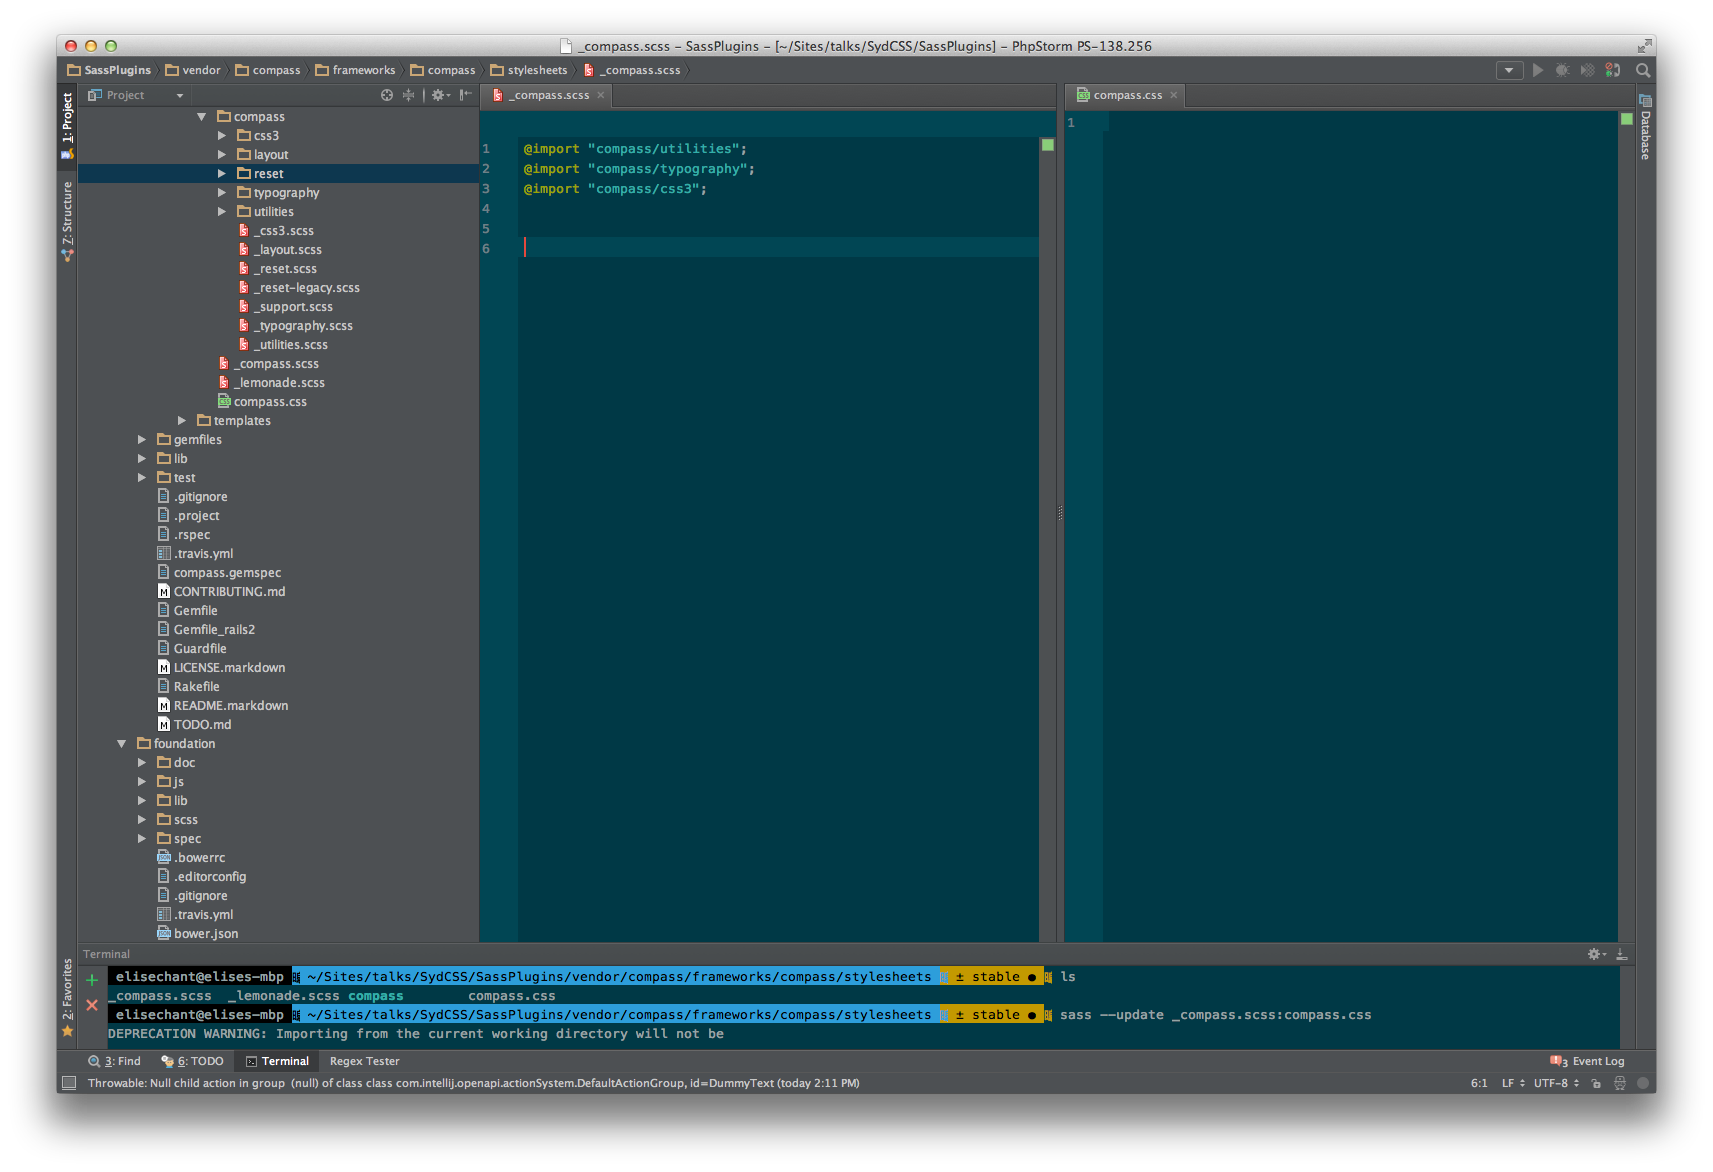 _compass.scss – SassPlugins – [~/Sites/talks/SydCSS/SassPlugins] – PhpStorm PS-138.256
SassPlugins vendor compass frameworks compass stylesheets _compass.scss
1: Project
Z: Structure
2: Favorites
Project
compass
css3
layout
reset
typography
utilities
_css3.scss
_layout.scss
_reset.scss
_reset-legacy.scss
_support.scss
_typography.scss
_utilities.scss
_compass.scss
_lemonade.scss
compass.css
templates
gemfiles
lib
test
.gitignore
.project
.rspec
.travis.yml
compass.gemspec
CONTRIBUTING.md
Gemfile
Gemfile_rails2
Guardfile
LICENSE.markdown
Rakefile
README.markdown
TODO.md
foundation
doc
js
lib
scss
spec
.bowerrc
.editorconfig
.gitignore
.travis.yml
bower.json
_compass.scss
1 @import "compass/utilities";
2 @import "compass/typography";
3 @import "compass/css3";
4
5
6
compass.css
1
Database
Terminal
elisechant@elises-mbp ~/Sites/talks/SydCSS/SassPlugins/vendor/compass/frameworks/compass/stylesheets ± stable ● ls
_compass.scss _lemonade.scss compass compass.css
elisechant@elises-mbp ~/Sites/talks/SydCSS/SassPlugins/vendor/compass/frameworks/compass/stylesheets ± stable ● sass --update _compass.scss:compass.css
DEPRECATION WARNING: Importing from the current working directory will not be
3: Find 6: TODO Terminal Regex Tester 3 Event Log
Throwable: Null child action in group (null) of class class com.intellij.openapi.actionSystem.DefaultActionGroup, id=DummyText (today 2:11 PM) 6:1 LF UTF-8